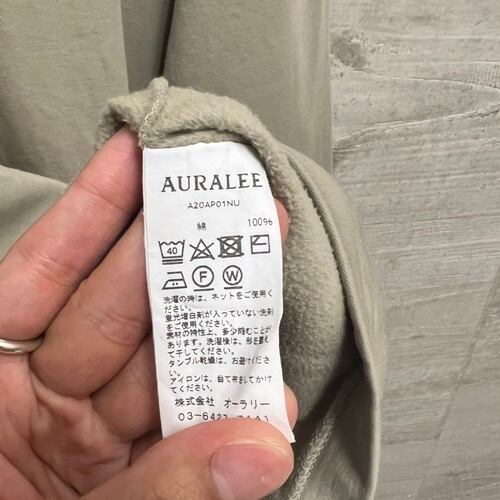 AURALEE
A20AP01NU
綿 100%
40
F W
洗濯の時は、ネットをご使用く
ださい。
蛍光増白剤が入っていない洗剤
をご使用ください。
素材の特性上、多少縮むことが
あります。洗濯後は、形を整え
て干してください。
タンブル乾燥は、お避けくださ
い。
アイロンは、当て布をしてかけ
てください。
株式会社 オーラリー
03-6427-7141